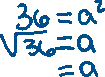 36 = a²
√36 = a
= a